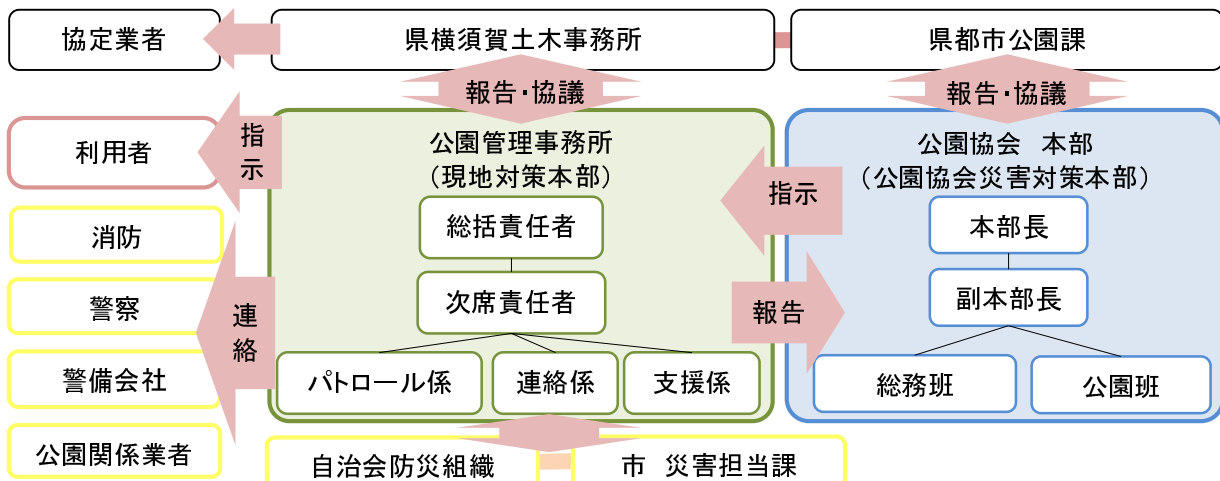 協定業者
県横須賀土木事務所
県都市公園課
報告・協議
報告・協議
利用者
指示
公園管理事務所
（現地対策本部）
公園協会 本部
（公園協会災害対策本部）
指示
総括責任者
本部長
消防
次席責任者
副本部長
警察
連絡
報告
パトロール係
連絡係
支援係
総務班
公園班
警備会社
公園関係業者
自治会防災組織
市 災害担当課